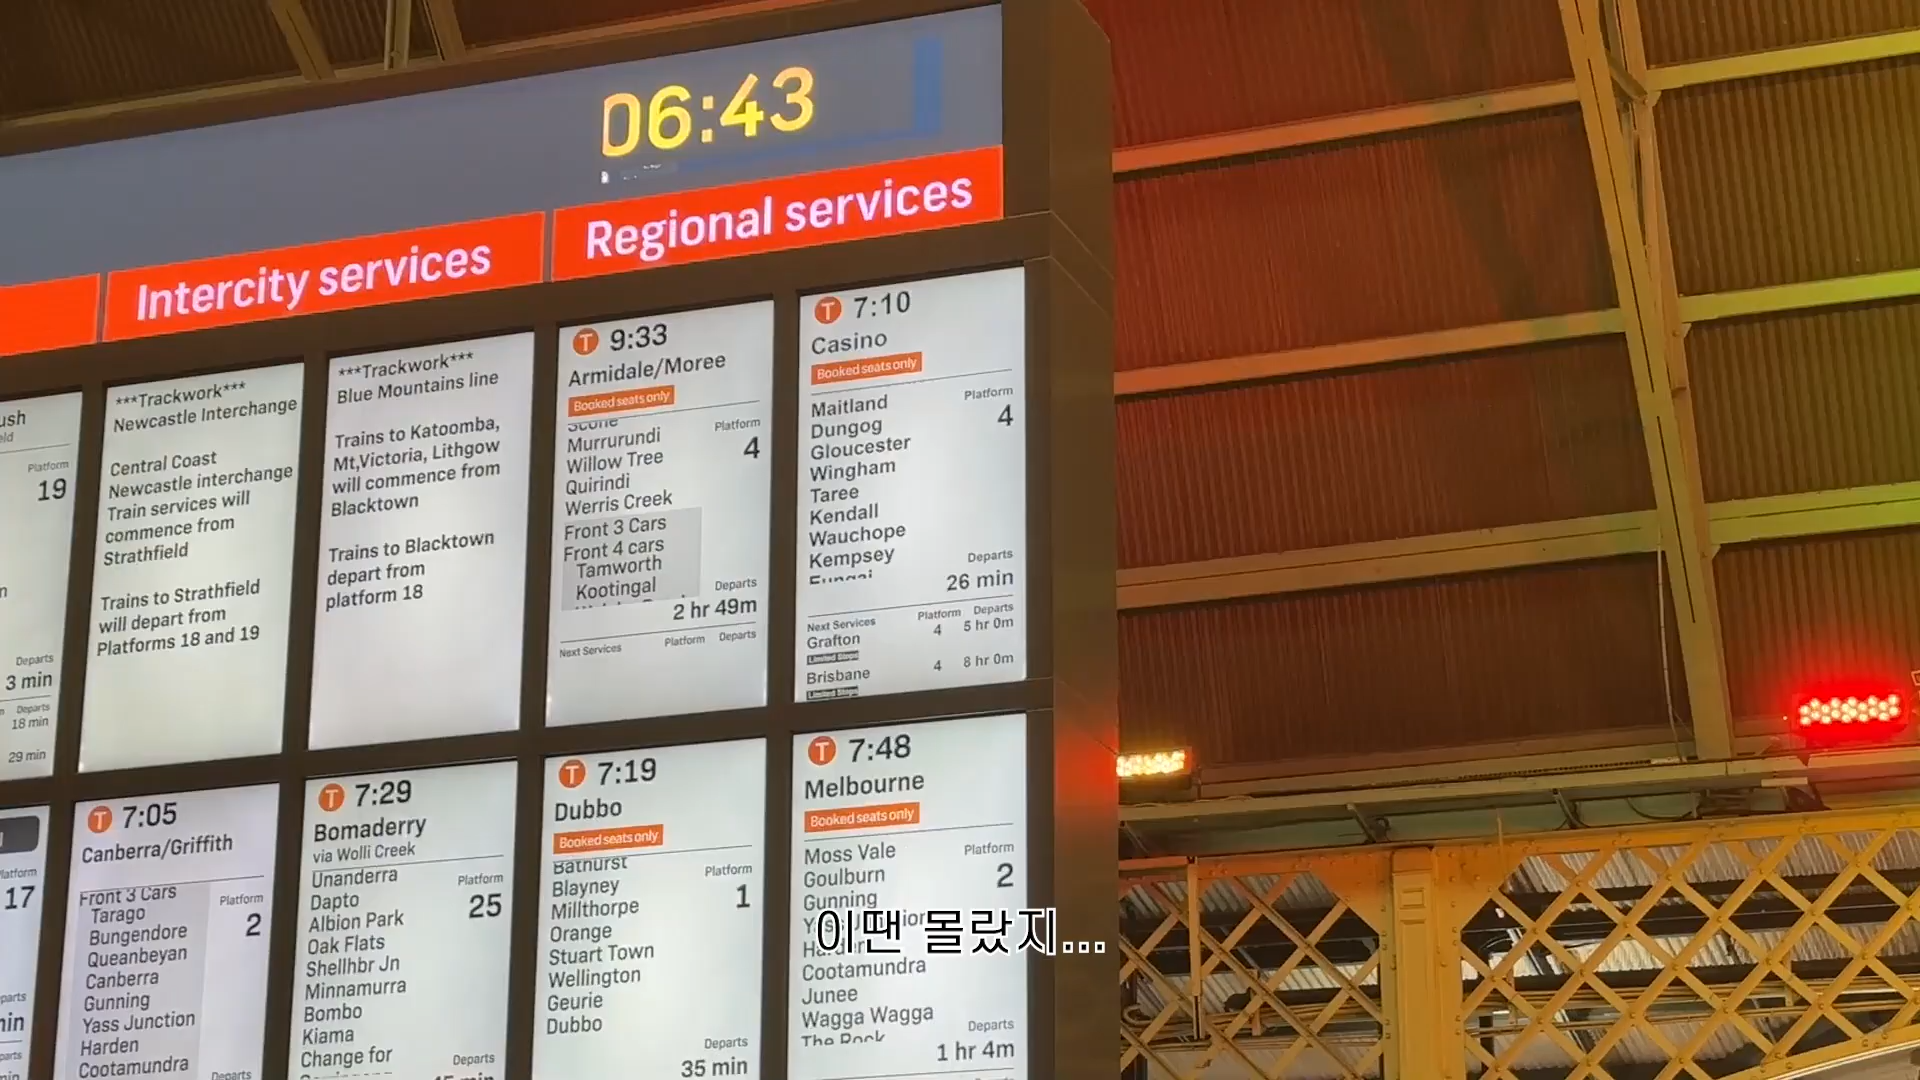 06:43
Intercity services
Regional services
19
Platform
Departs
3 min
Departs
18 min
29 min
***Trackwork***
Newcastle Interchange
Central Coast
Newcastle interchange
Train services will
commence from
Strathfield
Trains to Strathfield
will depart from
Platforms 18 and 19
***Trackwork***
Blue Mountains line
Trains to Katoomba,
Mt,Victoria, Lithgow
will commence from
Blacktown
Trains to Blacktown
depart from
platform 18
T 9:33
Armidale/Moree
Booked seats only
Murrurundi
Willow Tree
Quirindi
Werris Creek
Front 3 Cars
Front 4 cars
Tamworth
Kootingal
Platform
4
Departs
2 hr 49m
Next Services Platform Departs
T 7:10
Casino
Booked seats only
Maitland
Dungog
Gloucester
Wingham
Taree
Kendall
Wauchope
Kempsey
Platform
4
Departs
26 min
Next Services Platform Departs
Grafton 4 5 hr 0m
Limited Stops
Brisbane 4 8 hr 0m
Limited Stops
17
T 7:05
Canberra/Griffith
Front 3 Cars
Tarago
Bungendore
Queanbeyan
Canberra
Gunning
Yass Junction
Harden
Cootamundra
Platform
2
Departs
T 7:29
Bomaderry
via Wolli Creek
Unanderra
Dapto
Albion Park
Oak Flats
Shellhbr Jn
Minnamurra
Bombo
Kiama
Change for
Platform
25
Departs
T 7:19
Dubbo
Booked seats only
Bathurst
Blayney
Millthorpe
Orange
Stuart Town
Wellington
Geurie
Dubbo
Platform
1
Departs
35 min
T 7:48
Melbourne
Booked seats only
Moss Vale
Goulburn
Gunning
Cootamundra
Junee
Wagga Wagga
The Rock
Platform
2
Departs
1 hr 4m
이땐 몰랐지...